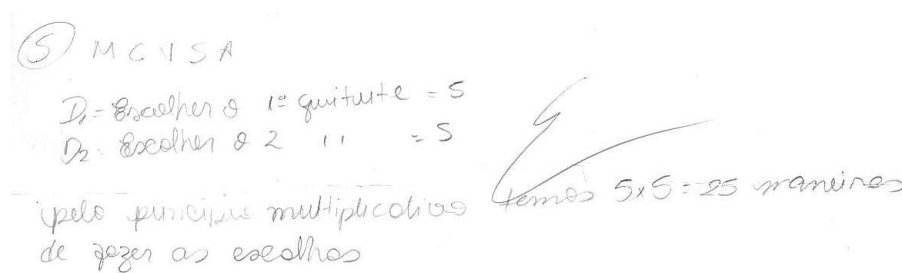 5 M C V S A
D1 = Escolher o 1º quitute = 5
D2 = Escolher o 2 " = 5
pelo princípio multiplicativo temos 5x5 = 25 maneiras
de fazer as escolhas